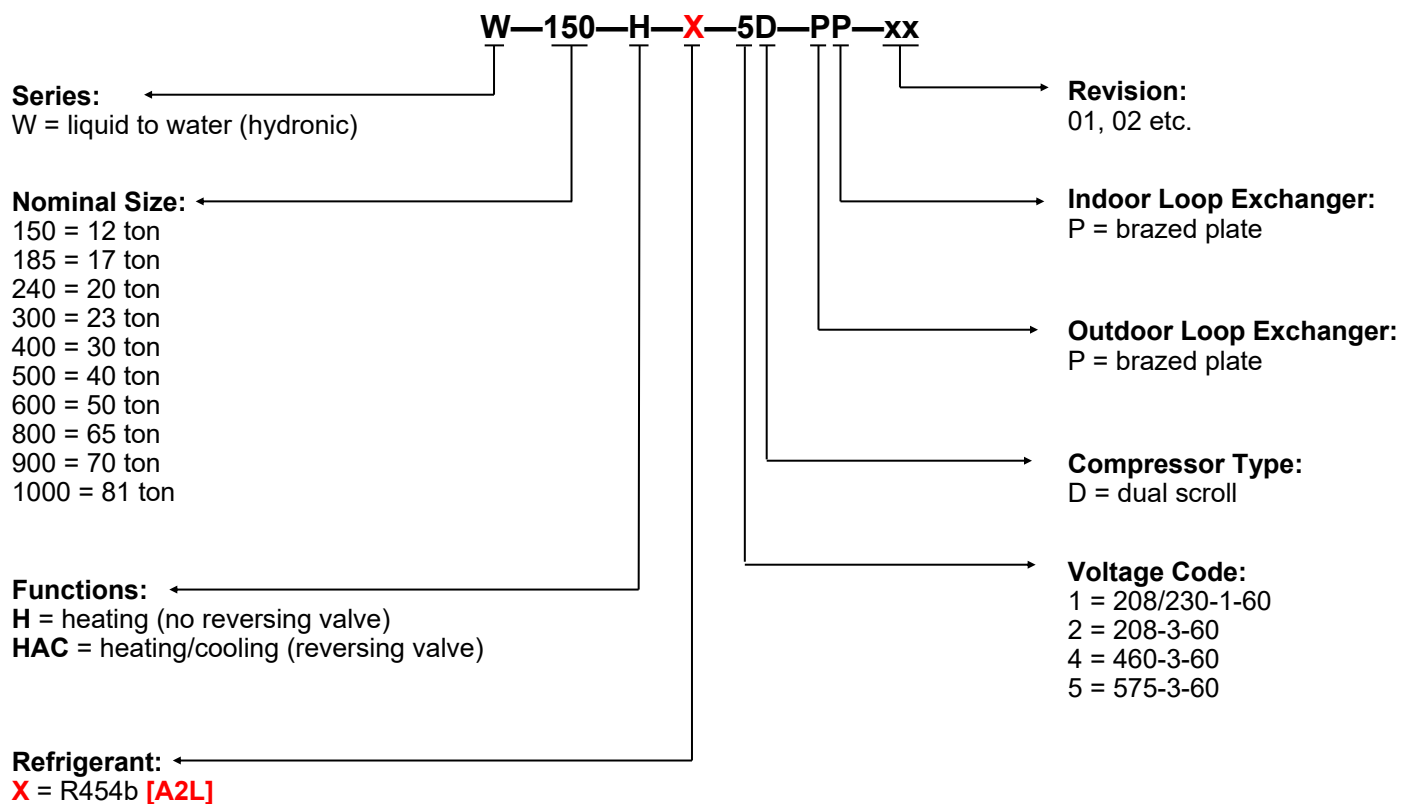 W—150—H—X—5D—PP—xx
Series:
W = liquid to water (hydronic)
Nominal Size:
150 = 12 ton
185 = 17 ton
240 = 20 ton
300 = 23 ton
400 = 30 ton
500 = 40 ton
600 = 50 ton
800 = 65 ton
900 = 70 ton
1000 = 81 ton
Functions:
H = heating (no reversing valve)
HAC = heating/cooling (reversing valve)
Refrigerant:
X = R454b [A2L]
Revision:
01, 02 etc.
Indoor Loop Exchanger:
P = brazed plate
Outdoor Loop Exchanger:
P = brazed plate
Compressor Type:
D = dual scroll
Voltage Code:
1 = 208/230-1-60
2 = 208-3-60
4 = 460-3-60
5 = 575-3-60